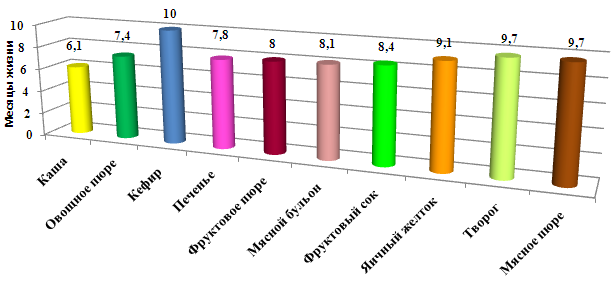 Месяцы жизни
10
8
6
4
2
0
6,1
7,4
10
7,8
8
8,1
8,4
9,1
9,7
9,7
Каша
Овощное пюре
Кефир
Печенье
Фруктовое пюре
Мясной бульон
Фруктовый сок
Яичный желток
Творог
Мясное пюре